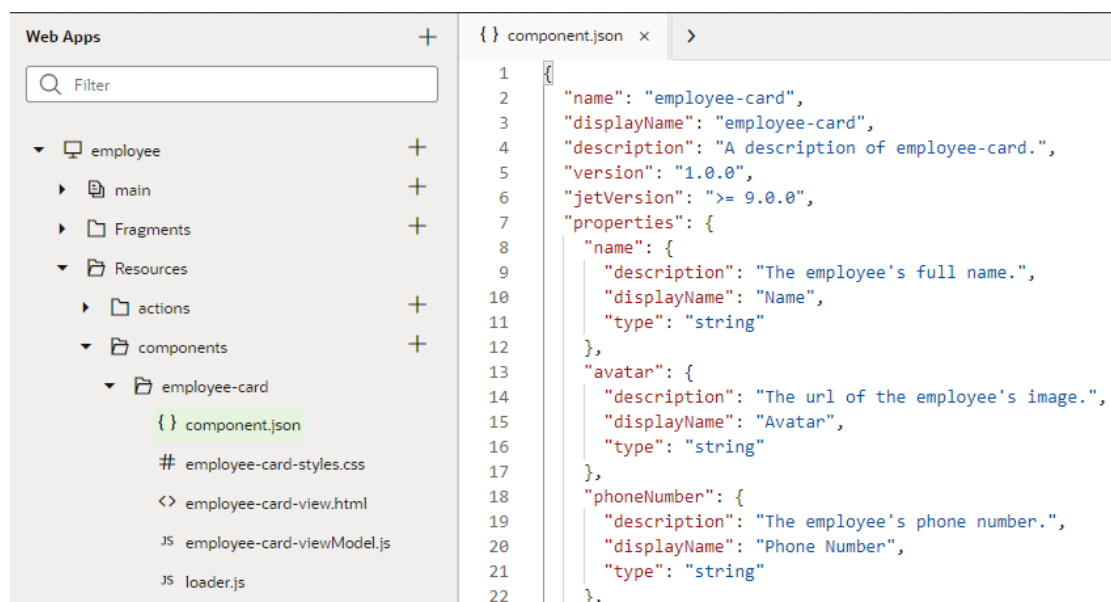 Web Apps
Filter
employee
main
Fragments
Resources
actions
components
employee-card
{ } component.json
# employee-card-styles.css
<> employee-card-view.html
JS employee-card-viewModel.js
JS loader.js
{ } component.json ×
1 {
2 "name": "employee-card",
3 "displayName": "employee-card",
4 "description": "A description of employee-card.",
5 "version": "1.0.0",
6 "jetVersion": ">= 9.0.0",
7 "properties": {
8 "name": {
9 "description": "The employee's full name.",
10 "displayName": "Name",
11 "type": "string"
12 },
13 "avatar": {
14 "description": "The url of the employee's image.",
15 "displayName": "Avatar",
16 "type": "string"
17 },
18 "phoneNumber": {
19 "description": "The employee's phone number.",
20 "displayName": "Phone Number",
21 "type": "string"
22 },